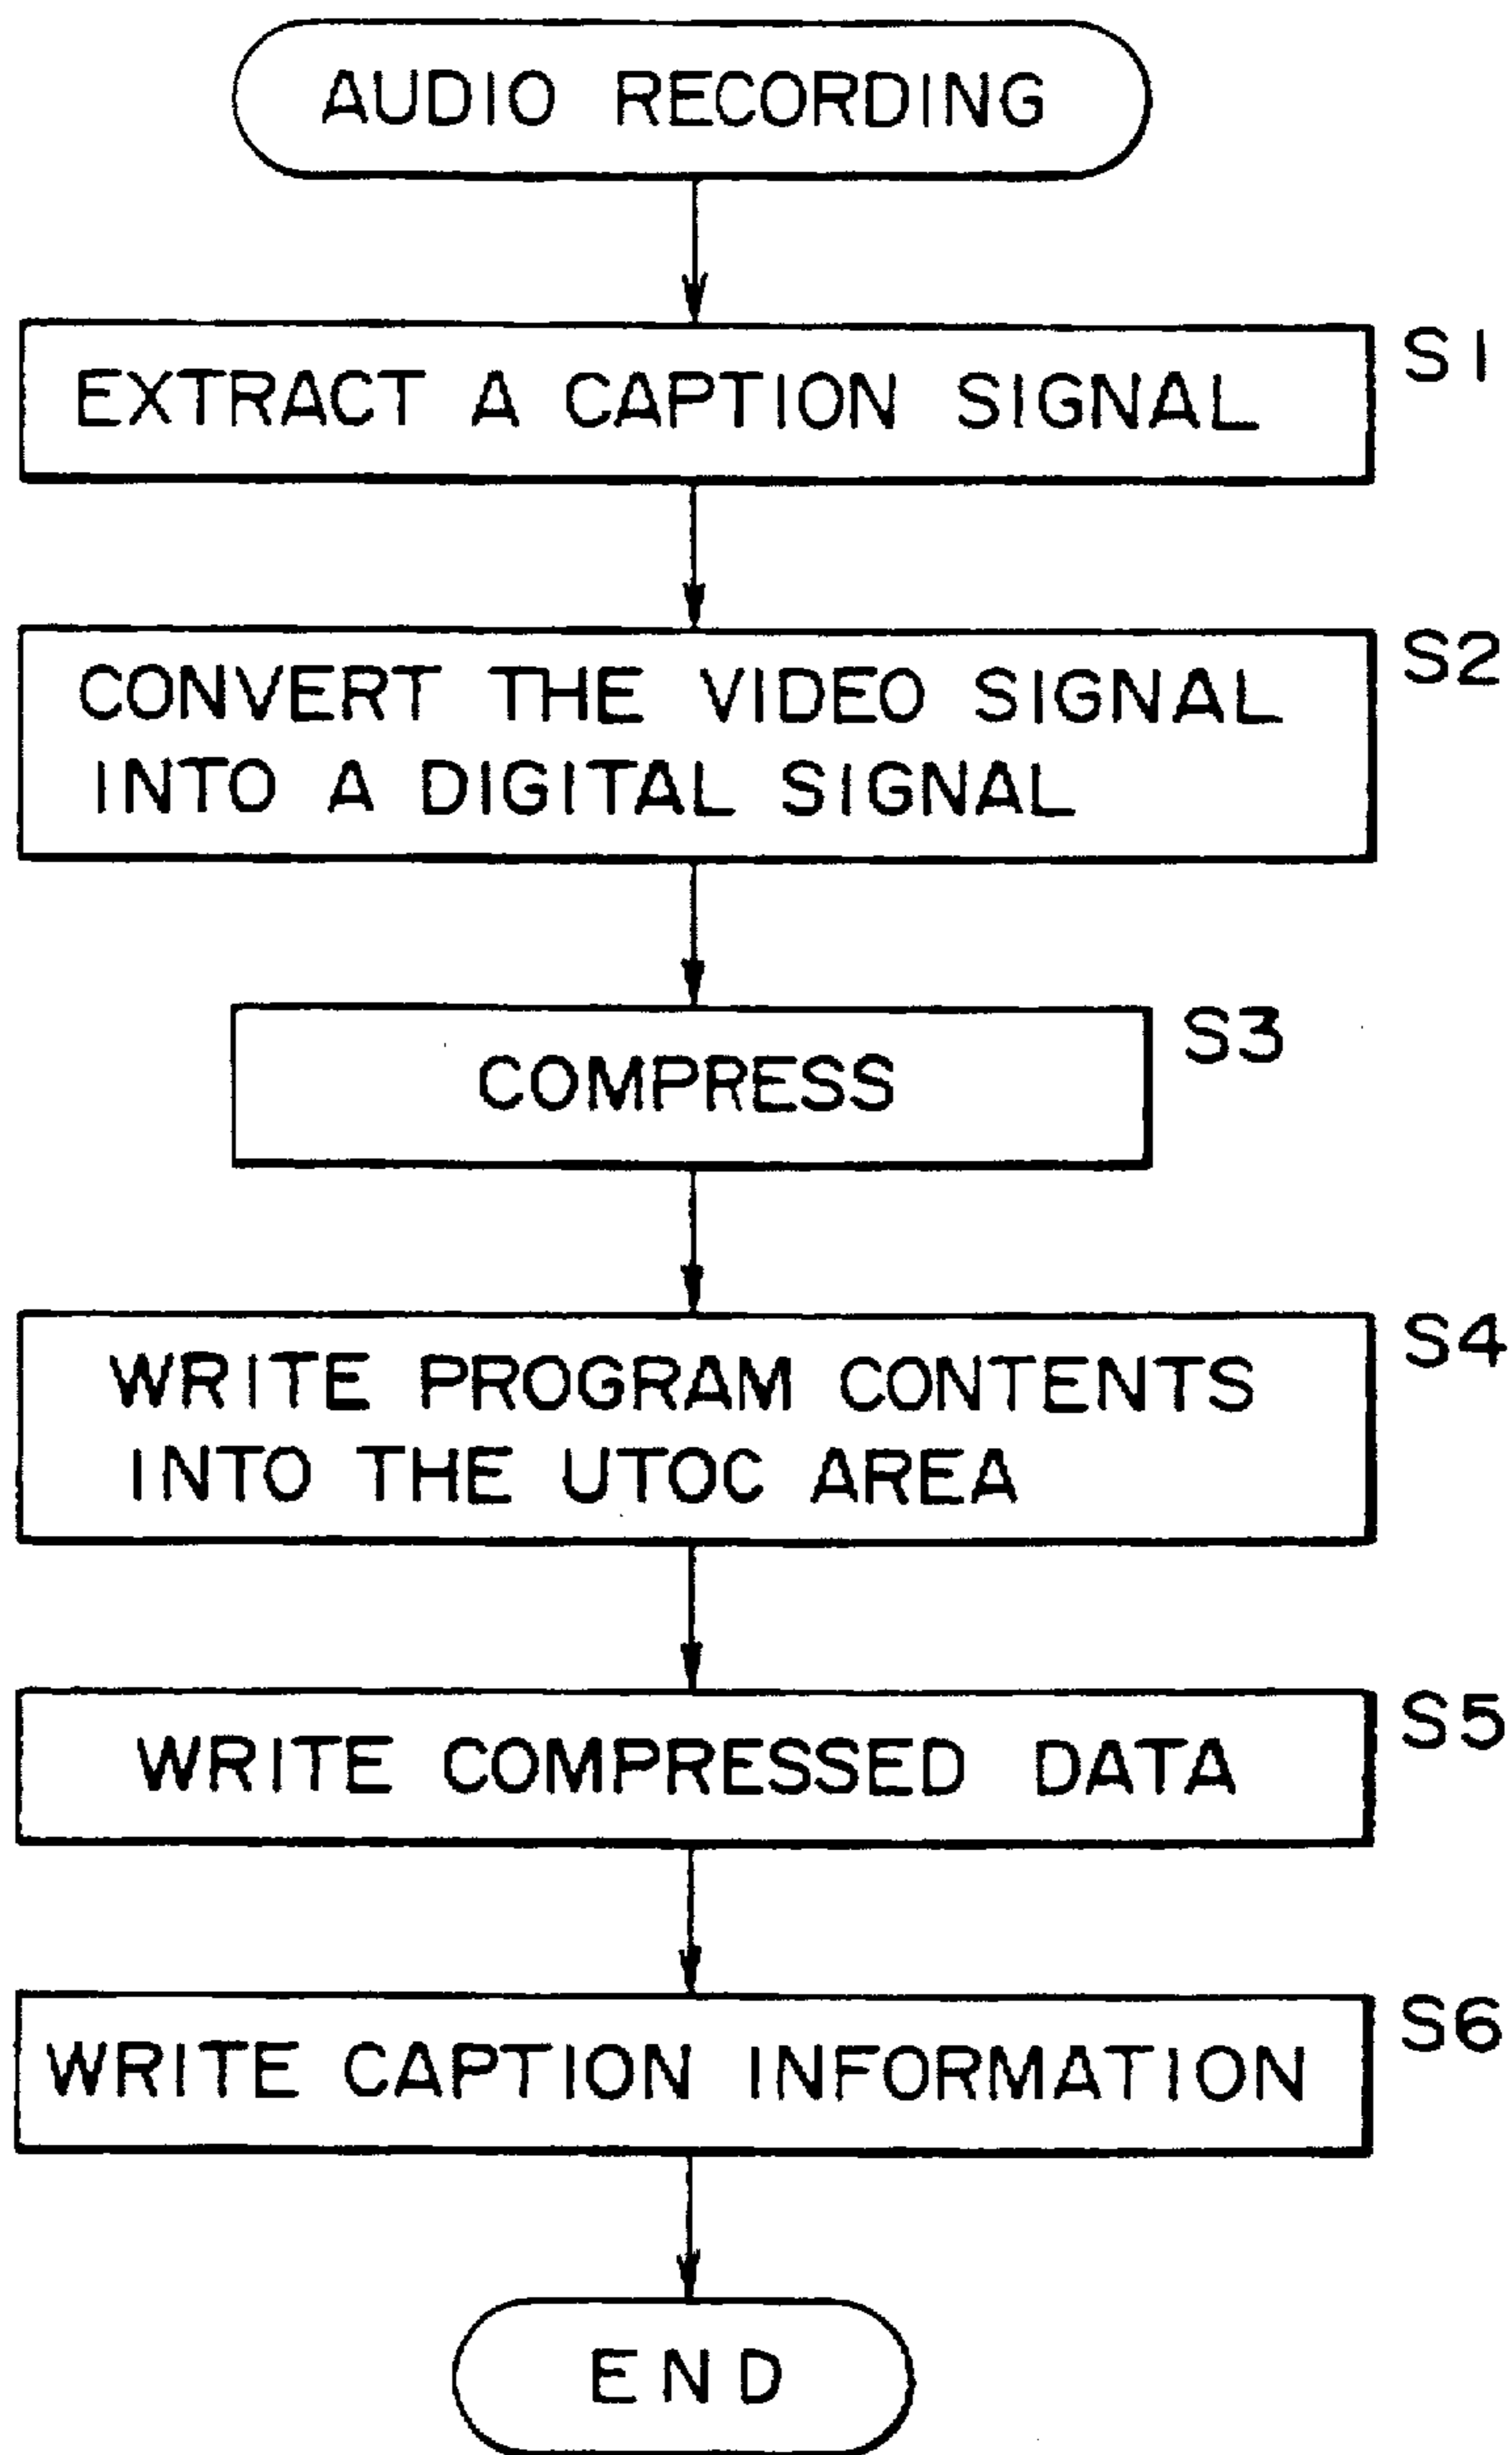 AUDIO RECORDING
EXTRACT A CAPTION SIGNAL
S1
CONVERT THE VIDEO SIGNAL
INTO A DIGITAL SIGNAL
S2
COMPRESS
S3
WRITE PROGRAM CONTENTS
INTO THE UTOC AREA
S4
WRITE COMPRESSED DATA
S5
WRITE CAPTION INFORMATION
S6
END